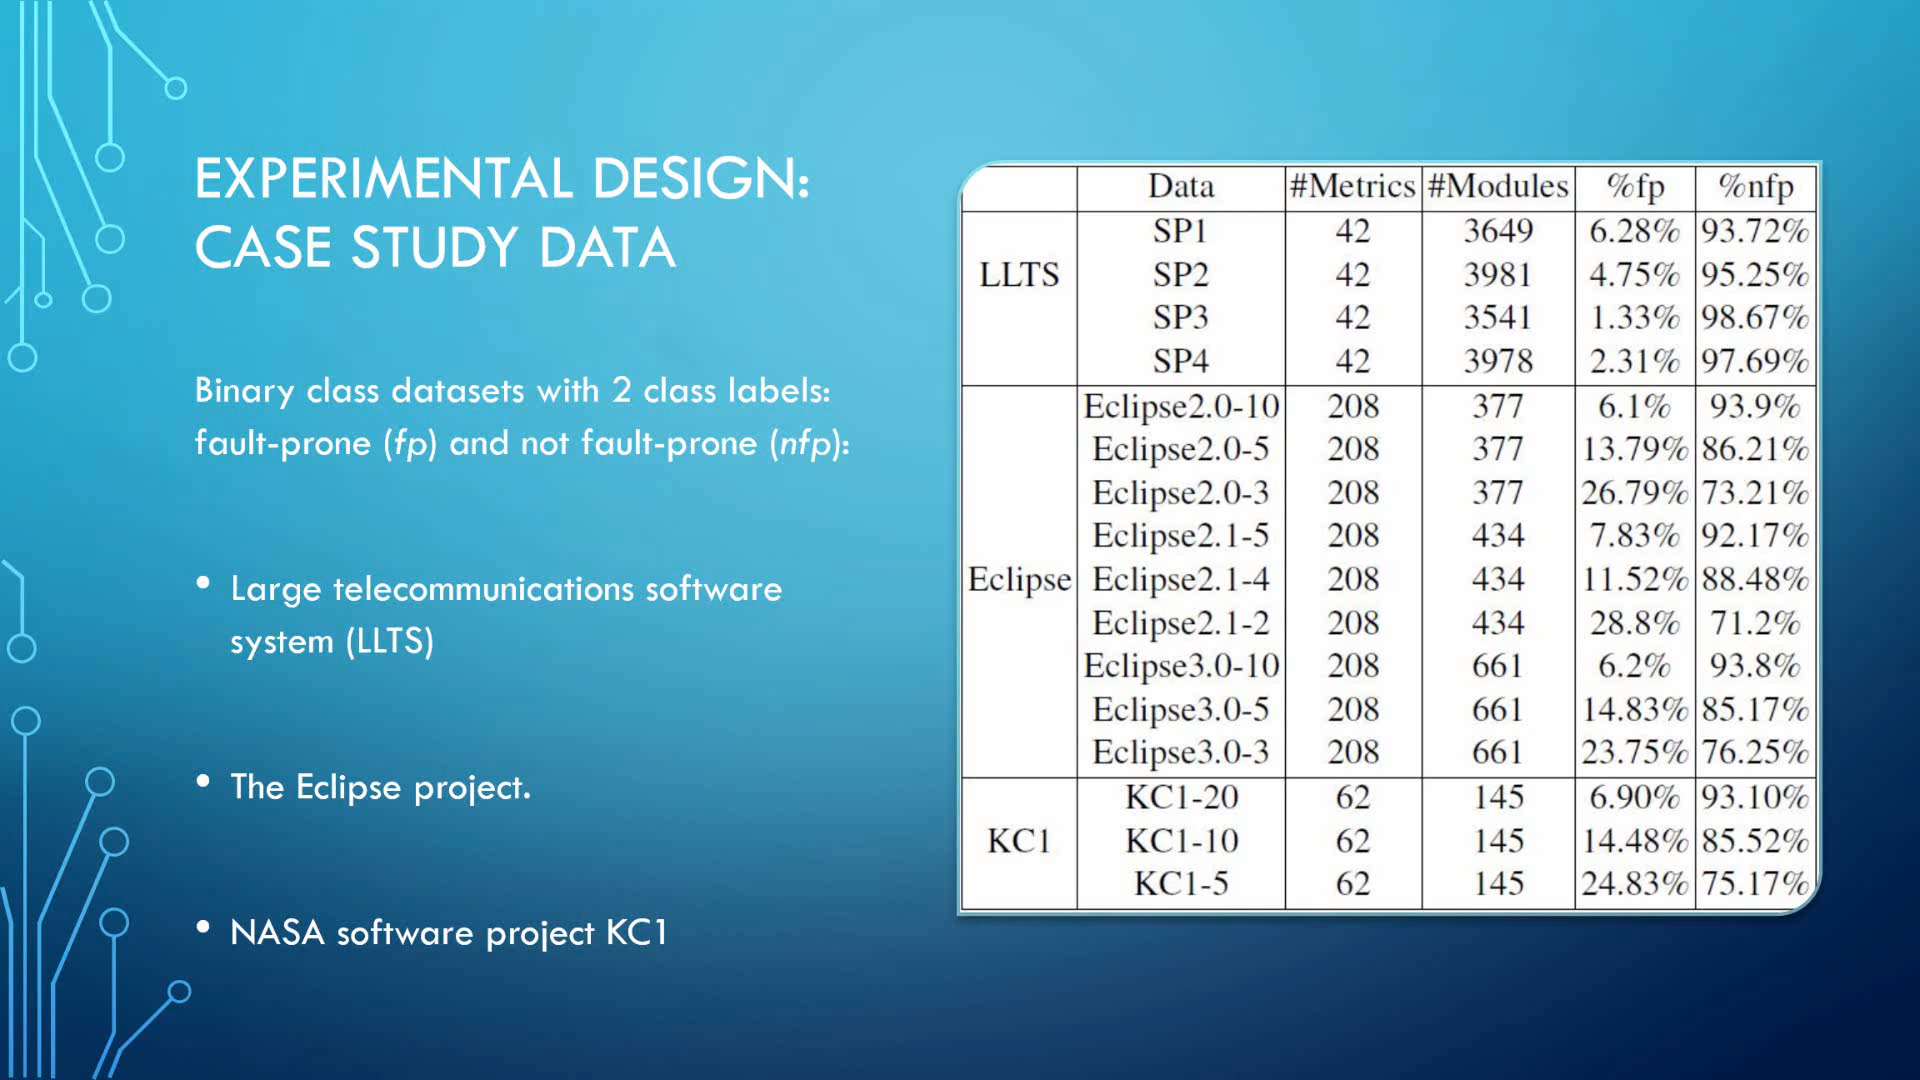 EXPERIMENTAL DESIGN:
CASE STUDY DATA
Binary class datasets with 2 class labels:
fault-prone (fp) and not fault-prone (nfp):
• Large telecommunications software
system (LLTS)
• The Eclipse project.
• NASA software project KC1
Data #Metrics #Modules %fp %nfp
SP1 42 3649 6.28% 93.72%
LLTS SP2 42 3981 4.75% 95.25%
SP3 42 3541 1.33% 98.67%
SP4 42 3978 2.31% 97.69%
Eclipse2.0-10 208 377 6.1% 93.9%
Eclipse2.0-5 208 377 13.79% 86.21%
Eclipse2.0-3 208 377 26.79% 73.21%
Eclipse2.1-5 208 434 7.83% 92.17%
Eclipse Eclipse2.1-4 208 434 11.52% 88.48%
Eclipse2.1-2 208 434 28.8% 71.2%
Eclipse3.0-10 208 661 6.2% 93.8%
Eclipse3.0-5 208 661 14.83% 85.17%
Eclipse3.0-3 208 661 23.75% 76.25%
KC1-20 62 145 6.90% 93.10%
KC1 KC1-10 62 145 14.48% 85.52%
KC1-5 62 145 24.83% 75.17%